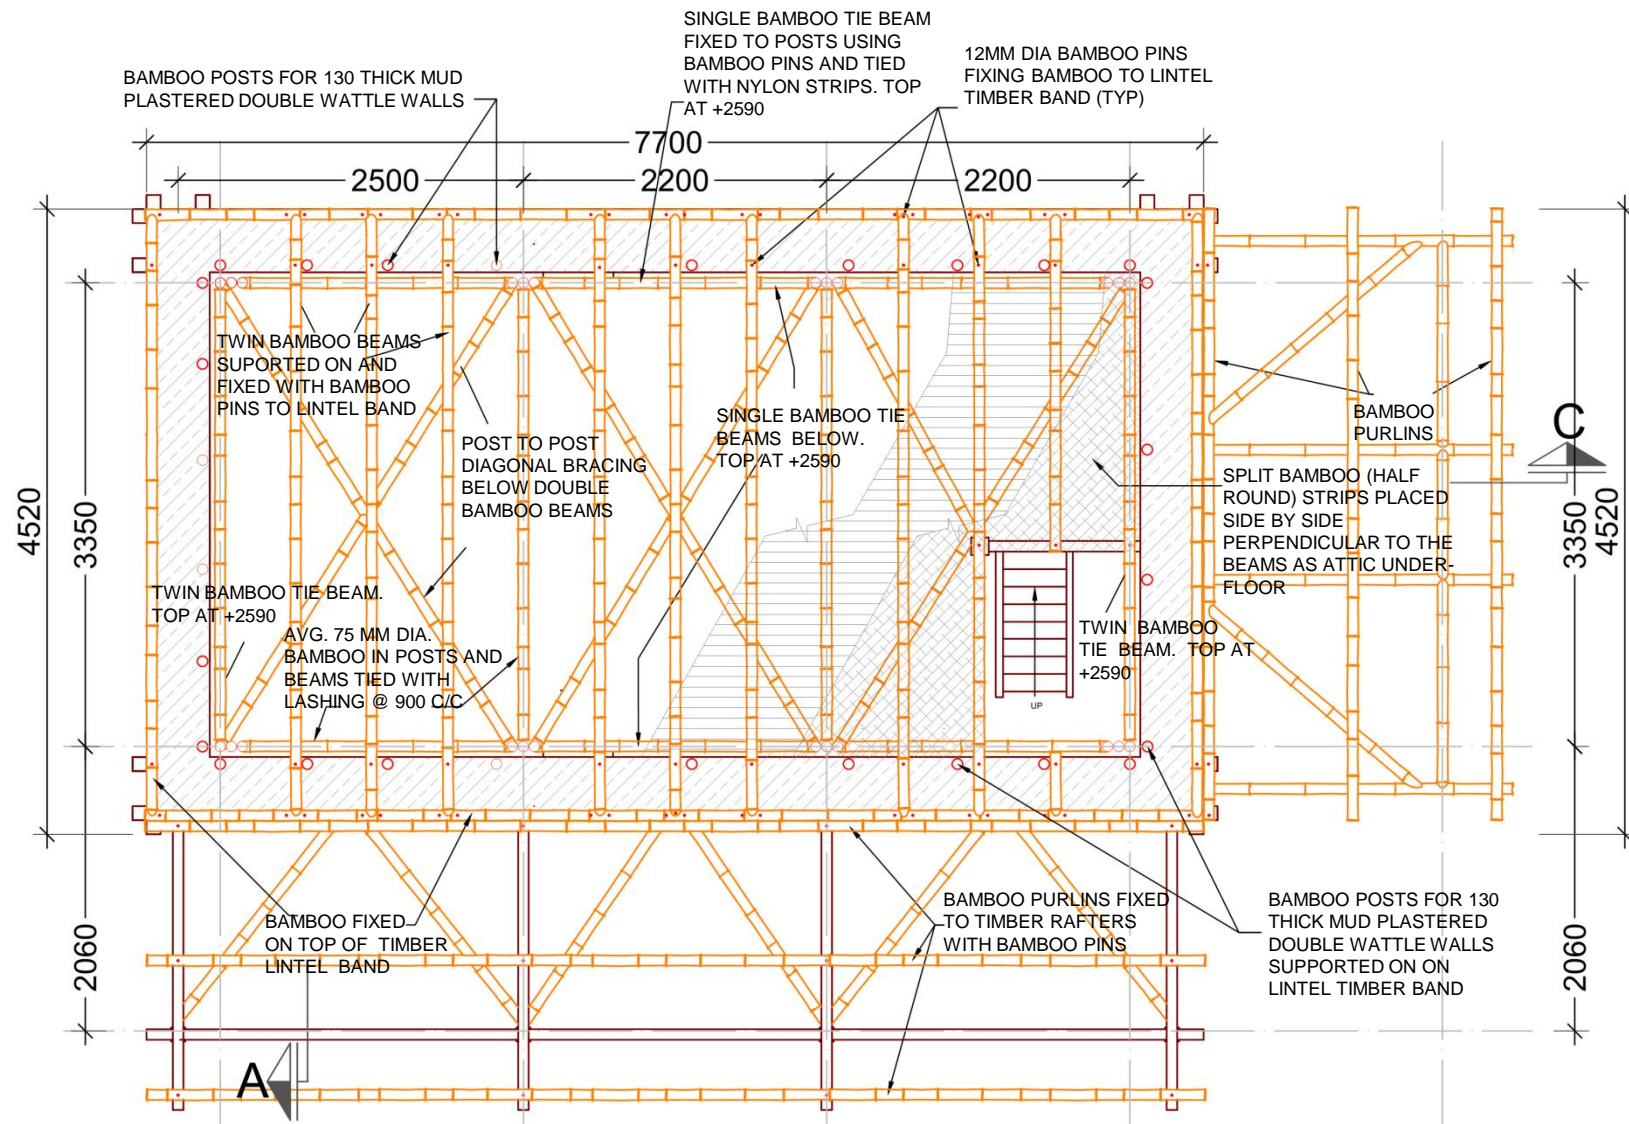 SINGLE BAMBOO TIE BEAM
FIXED TO POSTS USING
BAMBOO PINS AND TIED
WITH NYLON STRIPS. TOP
AT +2590
12MM DIA BAMBOO PINS
FIXING BAMBOO TO LINTEL
TIMBER BAND (TYP)
BAMBOO POSTS FOR 130 THICK MUD
PLASTERED DOUBLE WATTLE WALLS
7700
2500
2200
2200
TWIN BAMBOO BEAMS
SUPORTED ON AND
FIXED WITH BAMBOO
PINS TO LINTEL BAND
POST TO POST
DIAGONAL BRACING
BELOW DOUBLE
BAMBOO BEAMS
SINGLE BAMBOO TIE
BEAMS BELOW.
TOP AT +2590
BAMBOO
PURLINS
C
SPLIT BAMBOO (HALF
ROUND) STRIPS PLACED
SIDE BY SIDE
PERPENDICULAR TO THE
BEAMS AS ATTIC UNDER-
FLOOR
4520
3350
3350
4520
TWIN BAMBOO TIE BEAM.
TOP AT +2590
AVG. 75 MM DIA.
BAMBOO IN POSTS AND
BEAMS TIED WITH
LASHING @ 900 C/C
TWIN BAMBOO
TIE BEAM. TOP AT
+2590
UP
BAMBOO FIXED
ON TOP OF TIMBER
LINTEL BAND
BAMBOO PURLINS FIXED
TO TIMBER RAFTERS
WITH BAMBOO PINS
BAMBOO POSTS FOR 130
THICK MUD PLASTERED
DOUBLE WATTLE WALLS
SUPPORTED ON ON
LINTEL TIMBER BAND
2060
2060
A